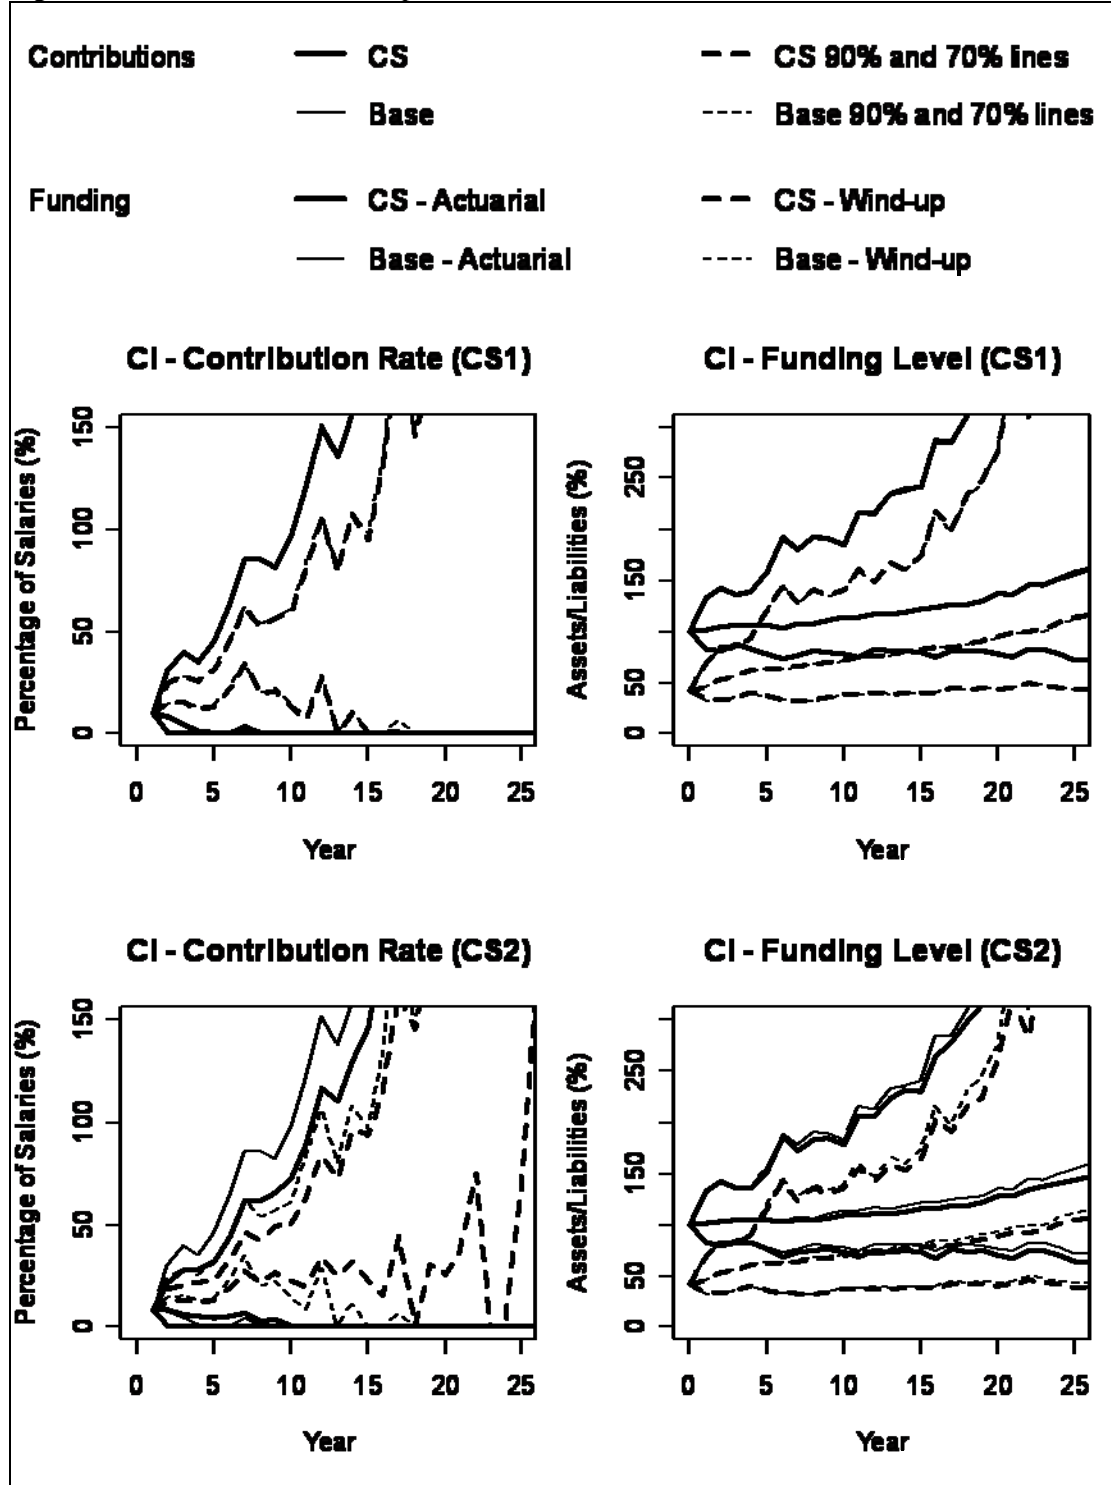 Contributions CS CS 90% and 70% lines
Base Base 90% and 70% lines
Funding CS - Actuarial CS - Wind-up
Base - Actuarial Base - Wind-up
CI - Contribution Rate (CS1)
Percentage of Salaries (%)
0 50 100 150
0 5 10 15 20 25
Year
CI - Funding Level (CS1)
Assets/Liabilities (%)
0 50 150 250
0 5 10 15 20 25
Year
CI - Contribution Rate (CS2)
Percentage of Salaries (%)
0 50 100 150
0 5 10 15 20 25
Year
CI - Funding Level (CS2)
Assets/Liabilities (%)
0 50 150 250
0 5 10 15 20 25
Year